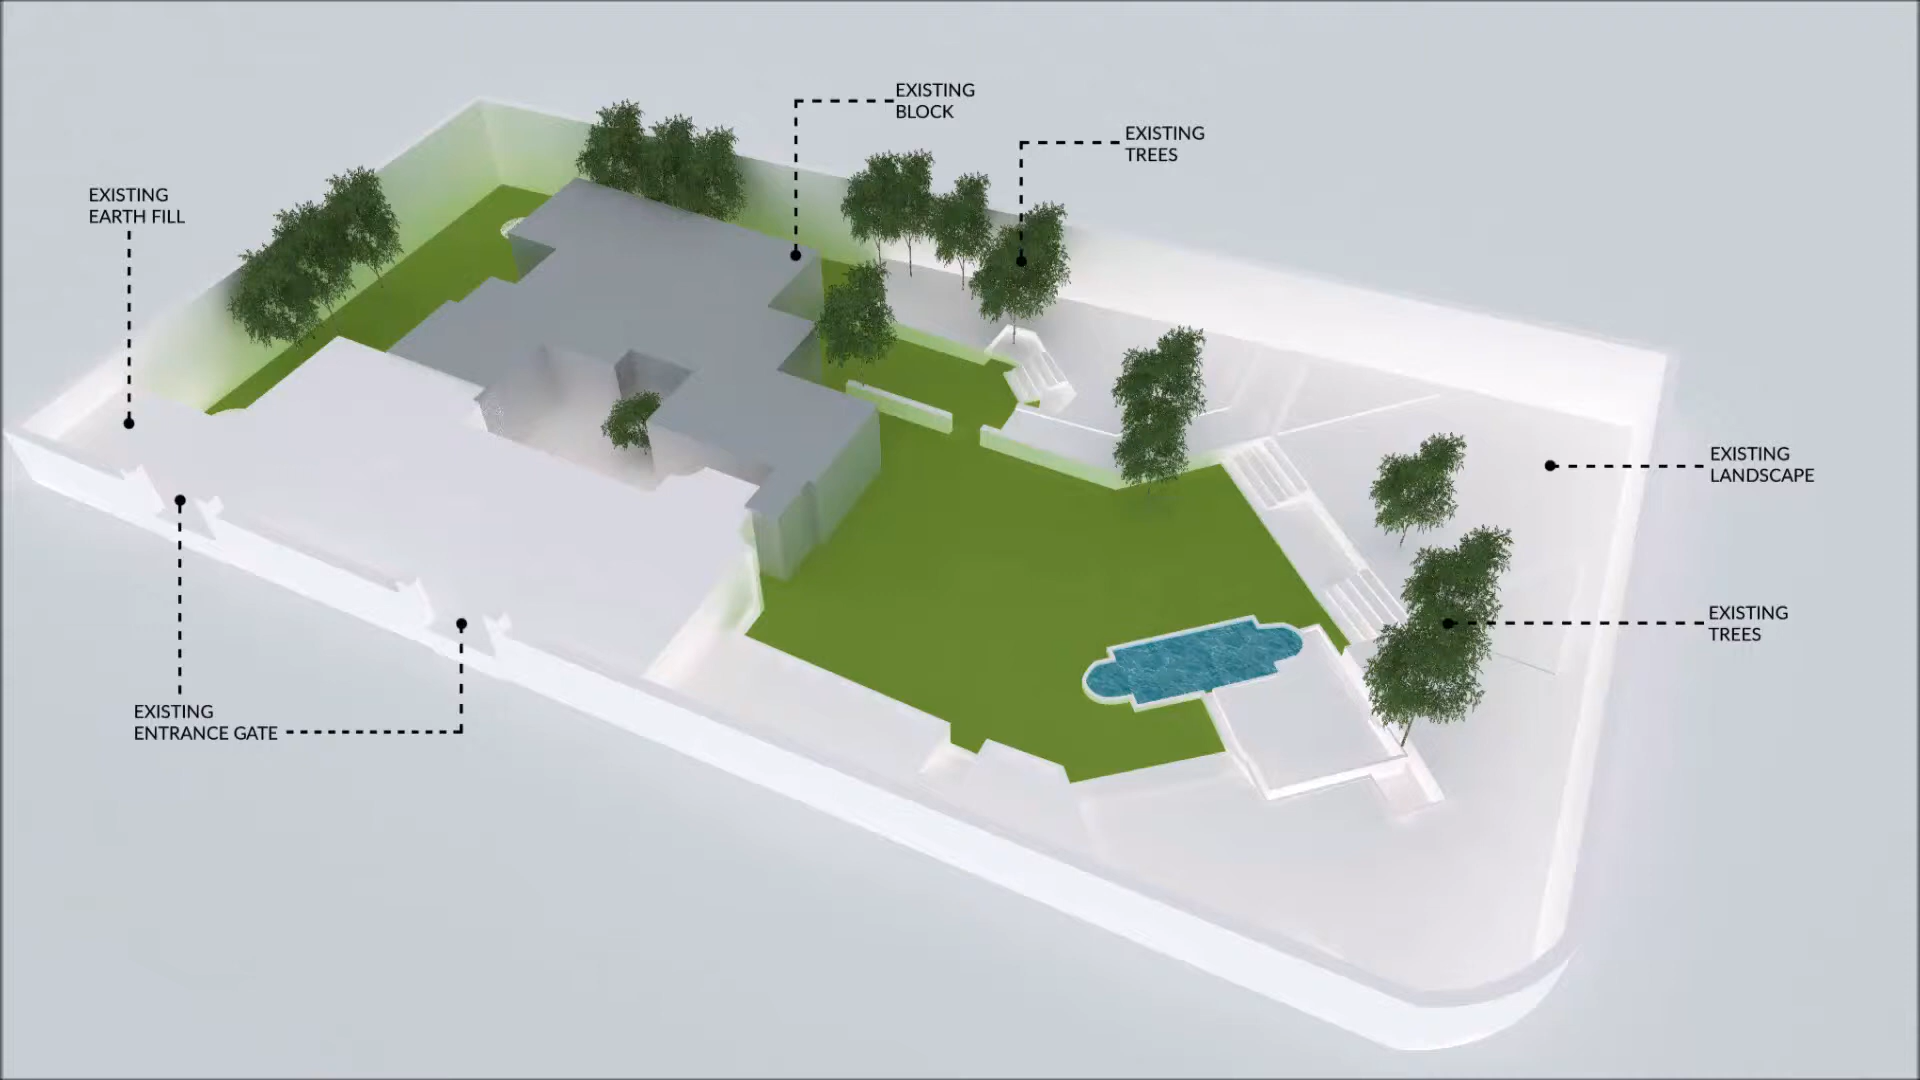 EXISTING
BLOCK
EXISTING
TREES
EXISTING
EARTH FILL
EXISTING
LANDSCAPE
EXISTING
TREES
EXISTING
ENTRANCE GATE